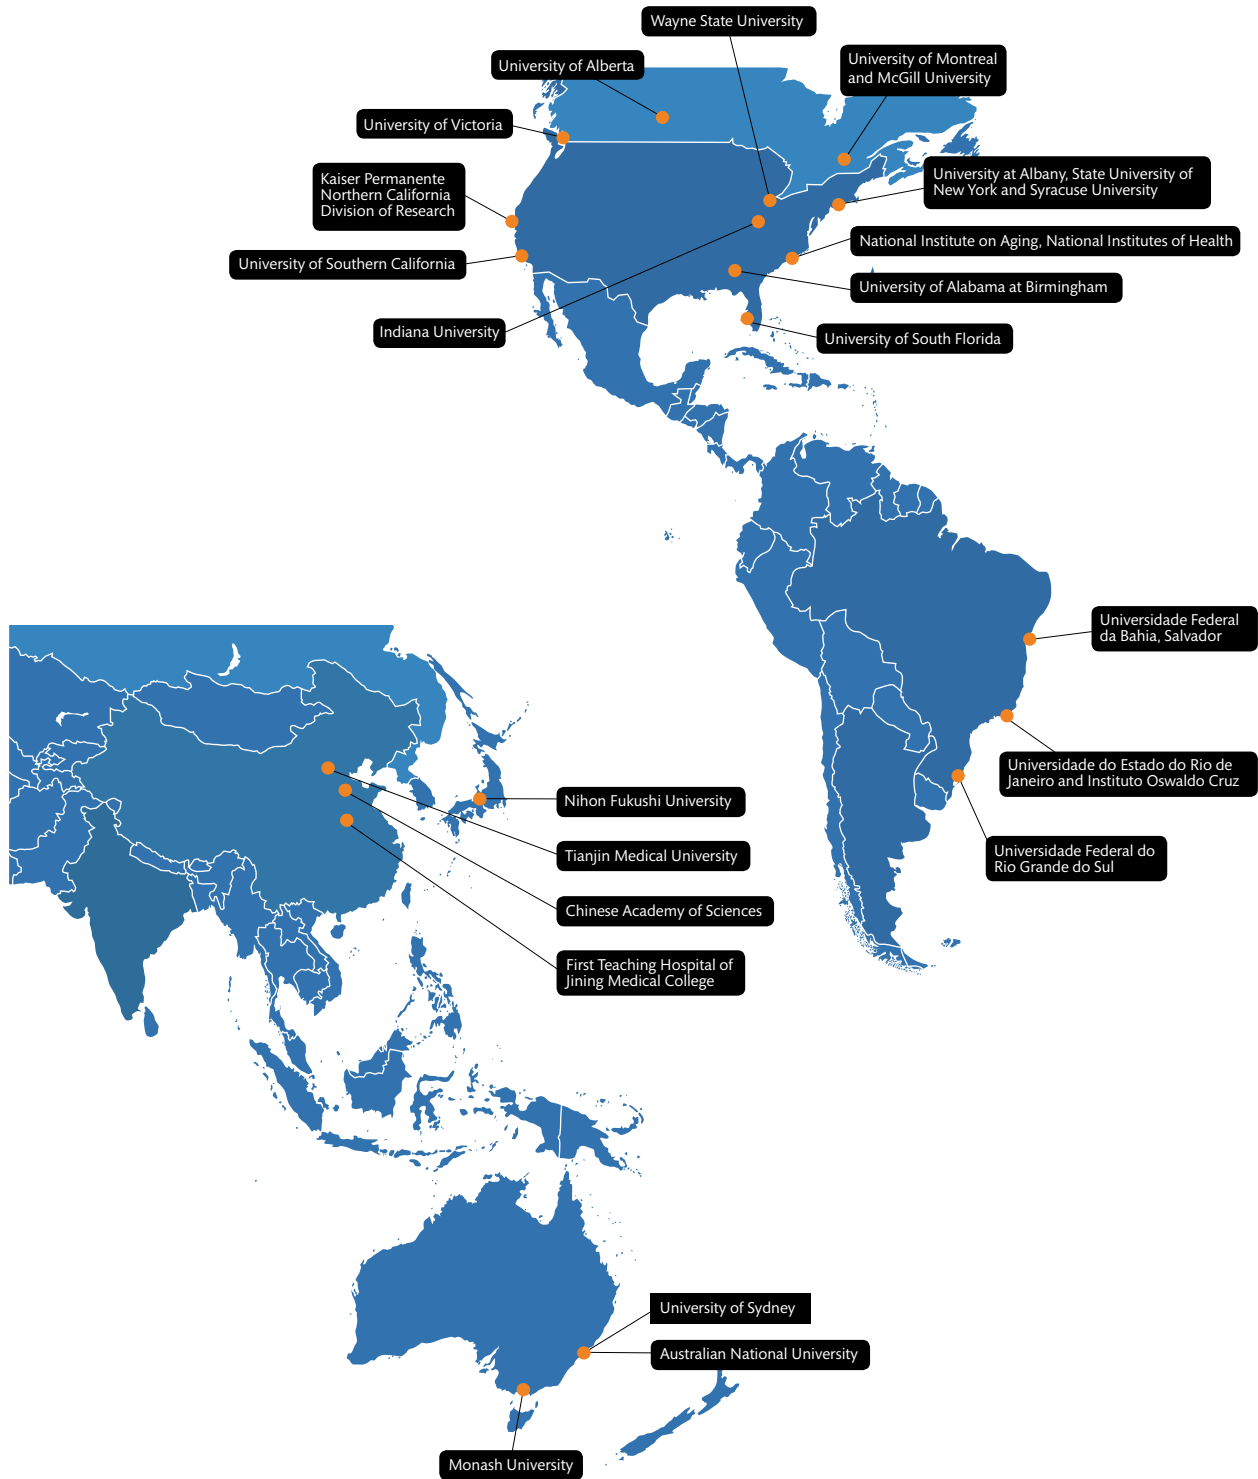 Wayne State University
University of Alberta
University of Montreal
and McGill University
University of Victoria
Kaiser Permanente
Northern California
Division of Research
University at Albany, State University of
New York and Syracuse University
National Institute on Aging, National Institutes of Health
University of Southern California
University of Alabama at Birmingham
Indiana University
University of South Florida
Universidade Federal
da Bahia, Salvador
Universidade do Estado do Rio de
Janeiro and Instituto Oswaldo Cruz
Nihon Fukushi University
Universidade Federal do
Rio Grande do Sul
Tianjin Medical University
Chinese Academy of Sciences
First Teaching Hospital of
Jining Medical College
University of Sydney
Australian National University
Monash University